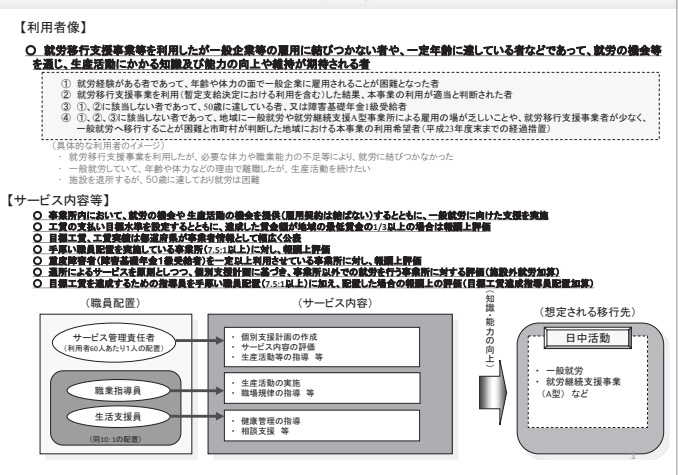 【利用者像】
○ 就労移行支援事業等を利用したが一般企業等の雇用に結びつかない者や、一定年齢に達している者などであって、就労の機会等
を通じ、生産活動にかかる知識及び能力の向上や維持が期待される者
① 就労経験がある者であって、年齢や体力の面で一般企業に雇用されることが困難となった者
② 就労移行支援事業を利用(暫定支給決定における利用を含む)した結果、本事業の利用が適当と判断された者
③ ①、②に該当しない者であって、50歳に達している者、又は障害基礎年金1級受給者
④ ①、②、③に該当しない者であって、地域に一般就労や就労継続支援A型事業所による雇用の場が乏しいことや、就労移行支援事業者が少なく、
一般就労へ移行することが困難と市町村が判断した地域における本事業の利用希望者(平成23年度末までの経過措置)
(具体的な利用者のイメージ)
・ 就労移行支援事業を利用したが、必要な体力や職業能力の不足等により、就労に結びつかなかった
・ 一般就労していて、年齢や体力などの理由で離職したが、生産活動を続けたい
・ 施設を退所するが、50歳に達しており就労は困難
【サービス内容等】
○ 事業所内において、就労の機会や生産活動の機会を提供(雇用契約は結ばない)するとともに、一般就労に向けた支援を実施
○ 工賃の支払い目標水準を設定するとともに、達成した賃金額が地域の最低賃金の1/3以上の場合は報酬上評価
○ 目標工賃、工賃実績は都道府県が事業者情報として幅広く公表
○ 手厚い職員配置を実施している事業所(7.5:1以上)に対し、報酬上評価
○ 重度障害者(障害基礎年金1級受給者)を一定以上利用させている事業所に対し、報酬上評価
○ 通所によるサービスを原則としつつ、個別支援計画に基づき、事業所以外での就労を行う事業所に対する評価(施設外就労加算)
○ 目標工賃を達成するための指導員を手厚い職員配置(7.5:1以上)に加え、配置した場合の報酬上の評価(目標工賃達成指導員配置加算)
(職員配置)
サービス管理責任者
(利用者60人あたり1人の配置)
職業指導員
生活支援員
(同10:1の配置)
(サービス内容)
・ 個別支援計画の作成
・ サービス内容の評価
・ 生産活動等の指導 等
・ 生産活動の実施
・ 職場規律の指導 等
・ 健康管理の指導
・ 相談支援 等
(知識・能力の向上)
(想定される移行先)
日中活動
・ 一般就労
・ 就労継続支援事業
(A型) など
1